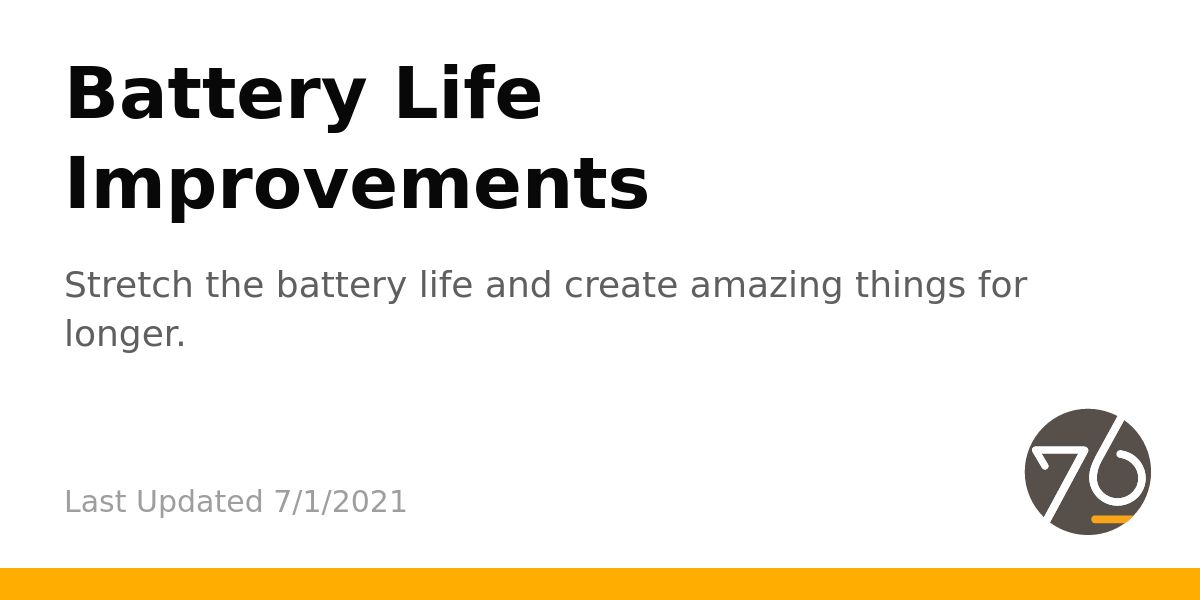 Battery Life
Improvements
Stretch the battery life and create amazing things for
longer.
Last Updated 7/1/2021
76